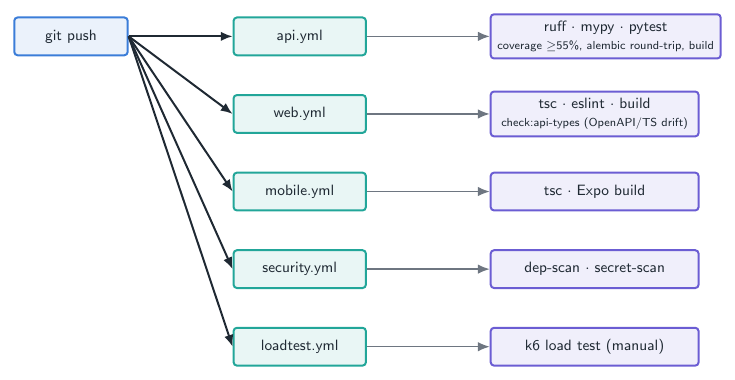 git push
api.yml
ruff · mypy · pytest
coverage ≥55%, alembic round-trip, build
web.yml
tsc · eslint · build
check:api-types (OpenAPI/TS drift)
mobile.yml
tsc · Expo build
security.yml
dep-scan · secret-scan
loadtest.yml
k6 load test (manual)